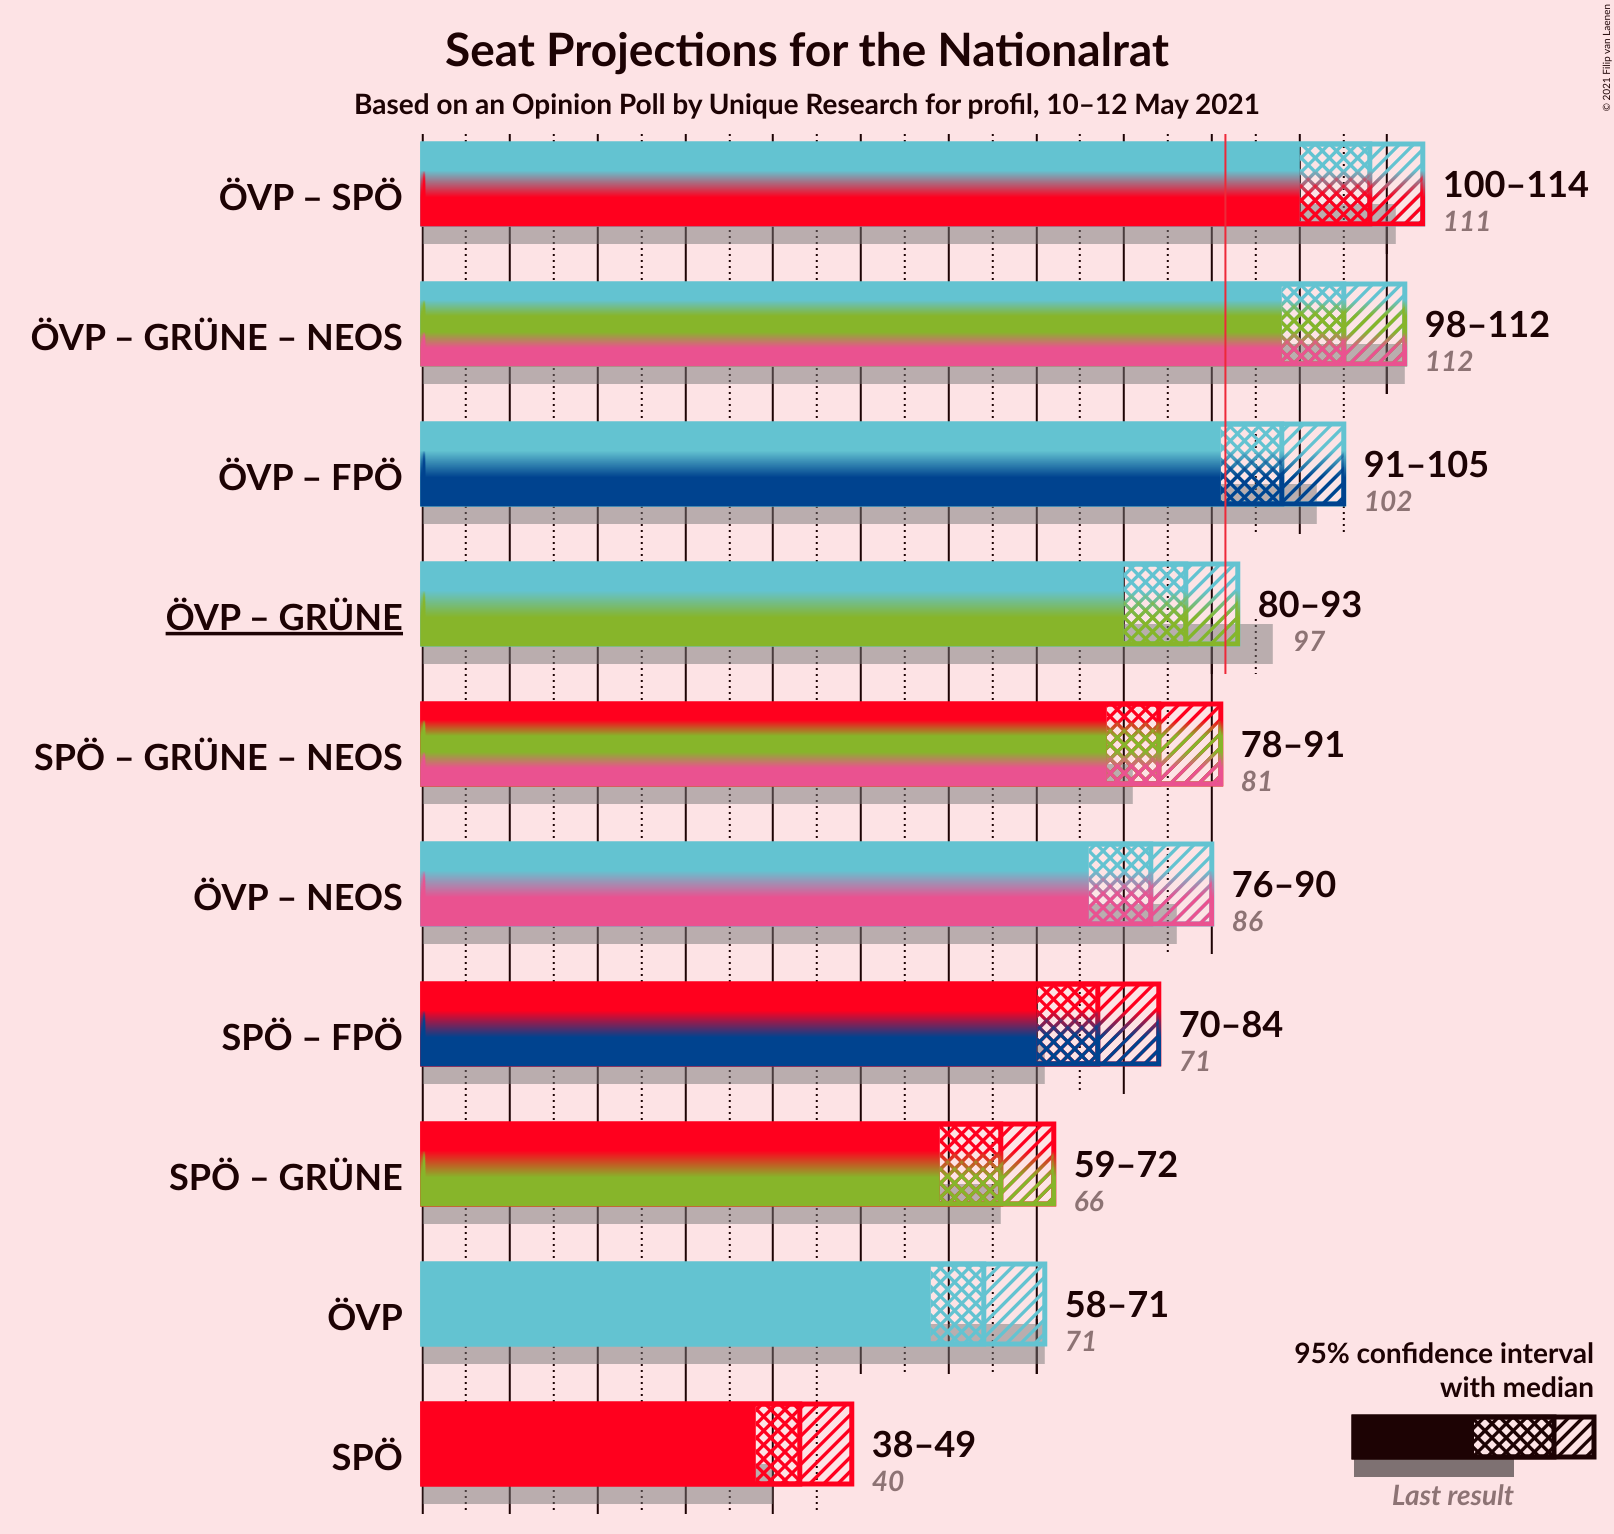 Seat Projections for the Nationalrat
Based on an Opinion Poll by Unique Research for profil, 10–12 May 2021
© 2021 Filip van Laenen
ÖVP – SPÖ
100–114
111
ÖVP – GRÜNE – NEOS
98–112
112
ÖVP – FPÖ
91–105
102
ÖVP – GRÜNE
80–93
97
SPÖ – GRÜNE – NEOS
78–91
81
ÖVP – NEOS
76–90
86
SPÖ – FPÖ
70–84
71
SPÖ – GRÜNE
59–72
66
ÖVP
58–71
71
SPÖ
38–49
40
95% confidence interval
with median
Last result